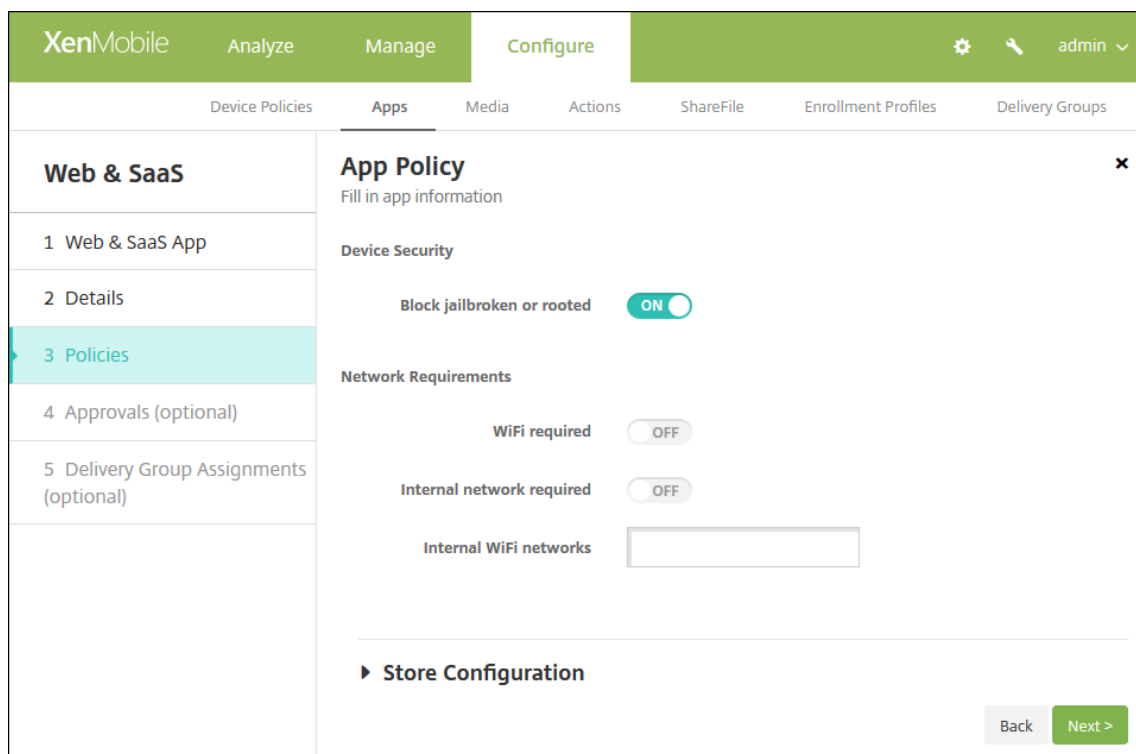 XenMobile Analyze Manage Configure admin
Device Policies Apps Media Actions ShareFile Enrollment Profiles Delivery Groups
Web & SaaS
1 Web & SaaS App
2 Details
3 Policies
4 Approvals (optional)
5 Delivery Group Assignments
(optional)
App Policy
Fill in app information
Device Security
Block jailbroken or rooted ON
Network Requirements
WiFi required OFF
Internal network required OFF
Internal WiFi networks
Store Configuration
Back Next >